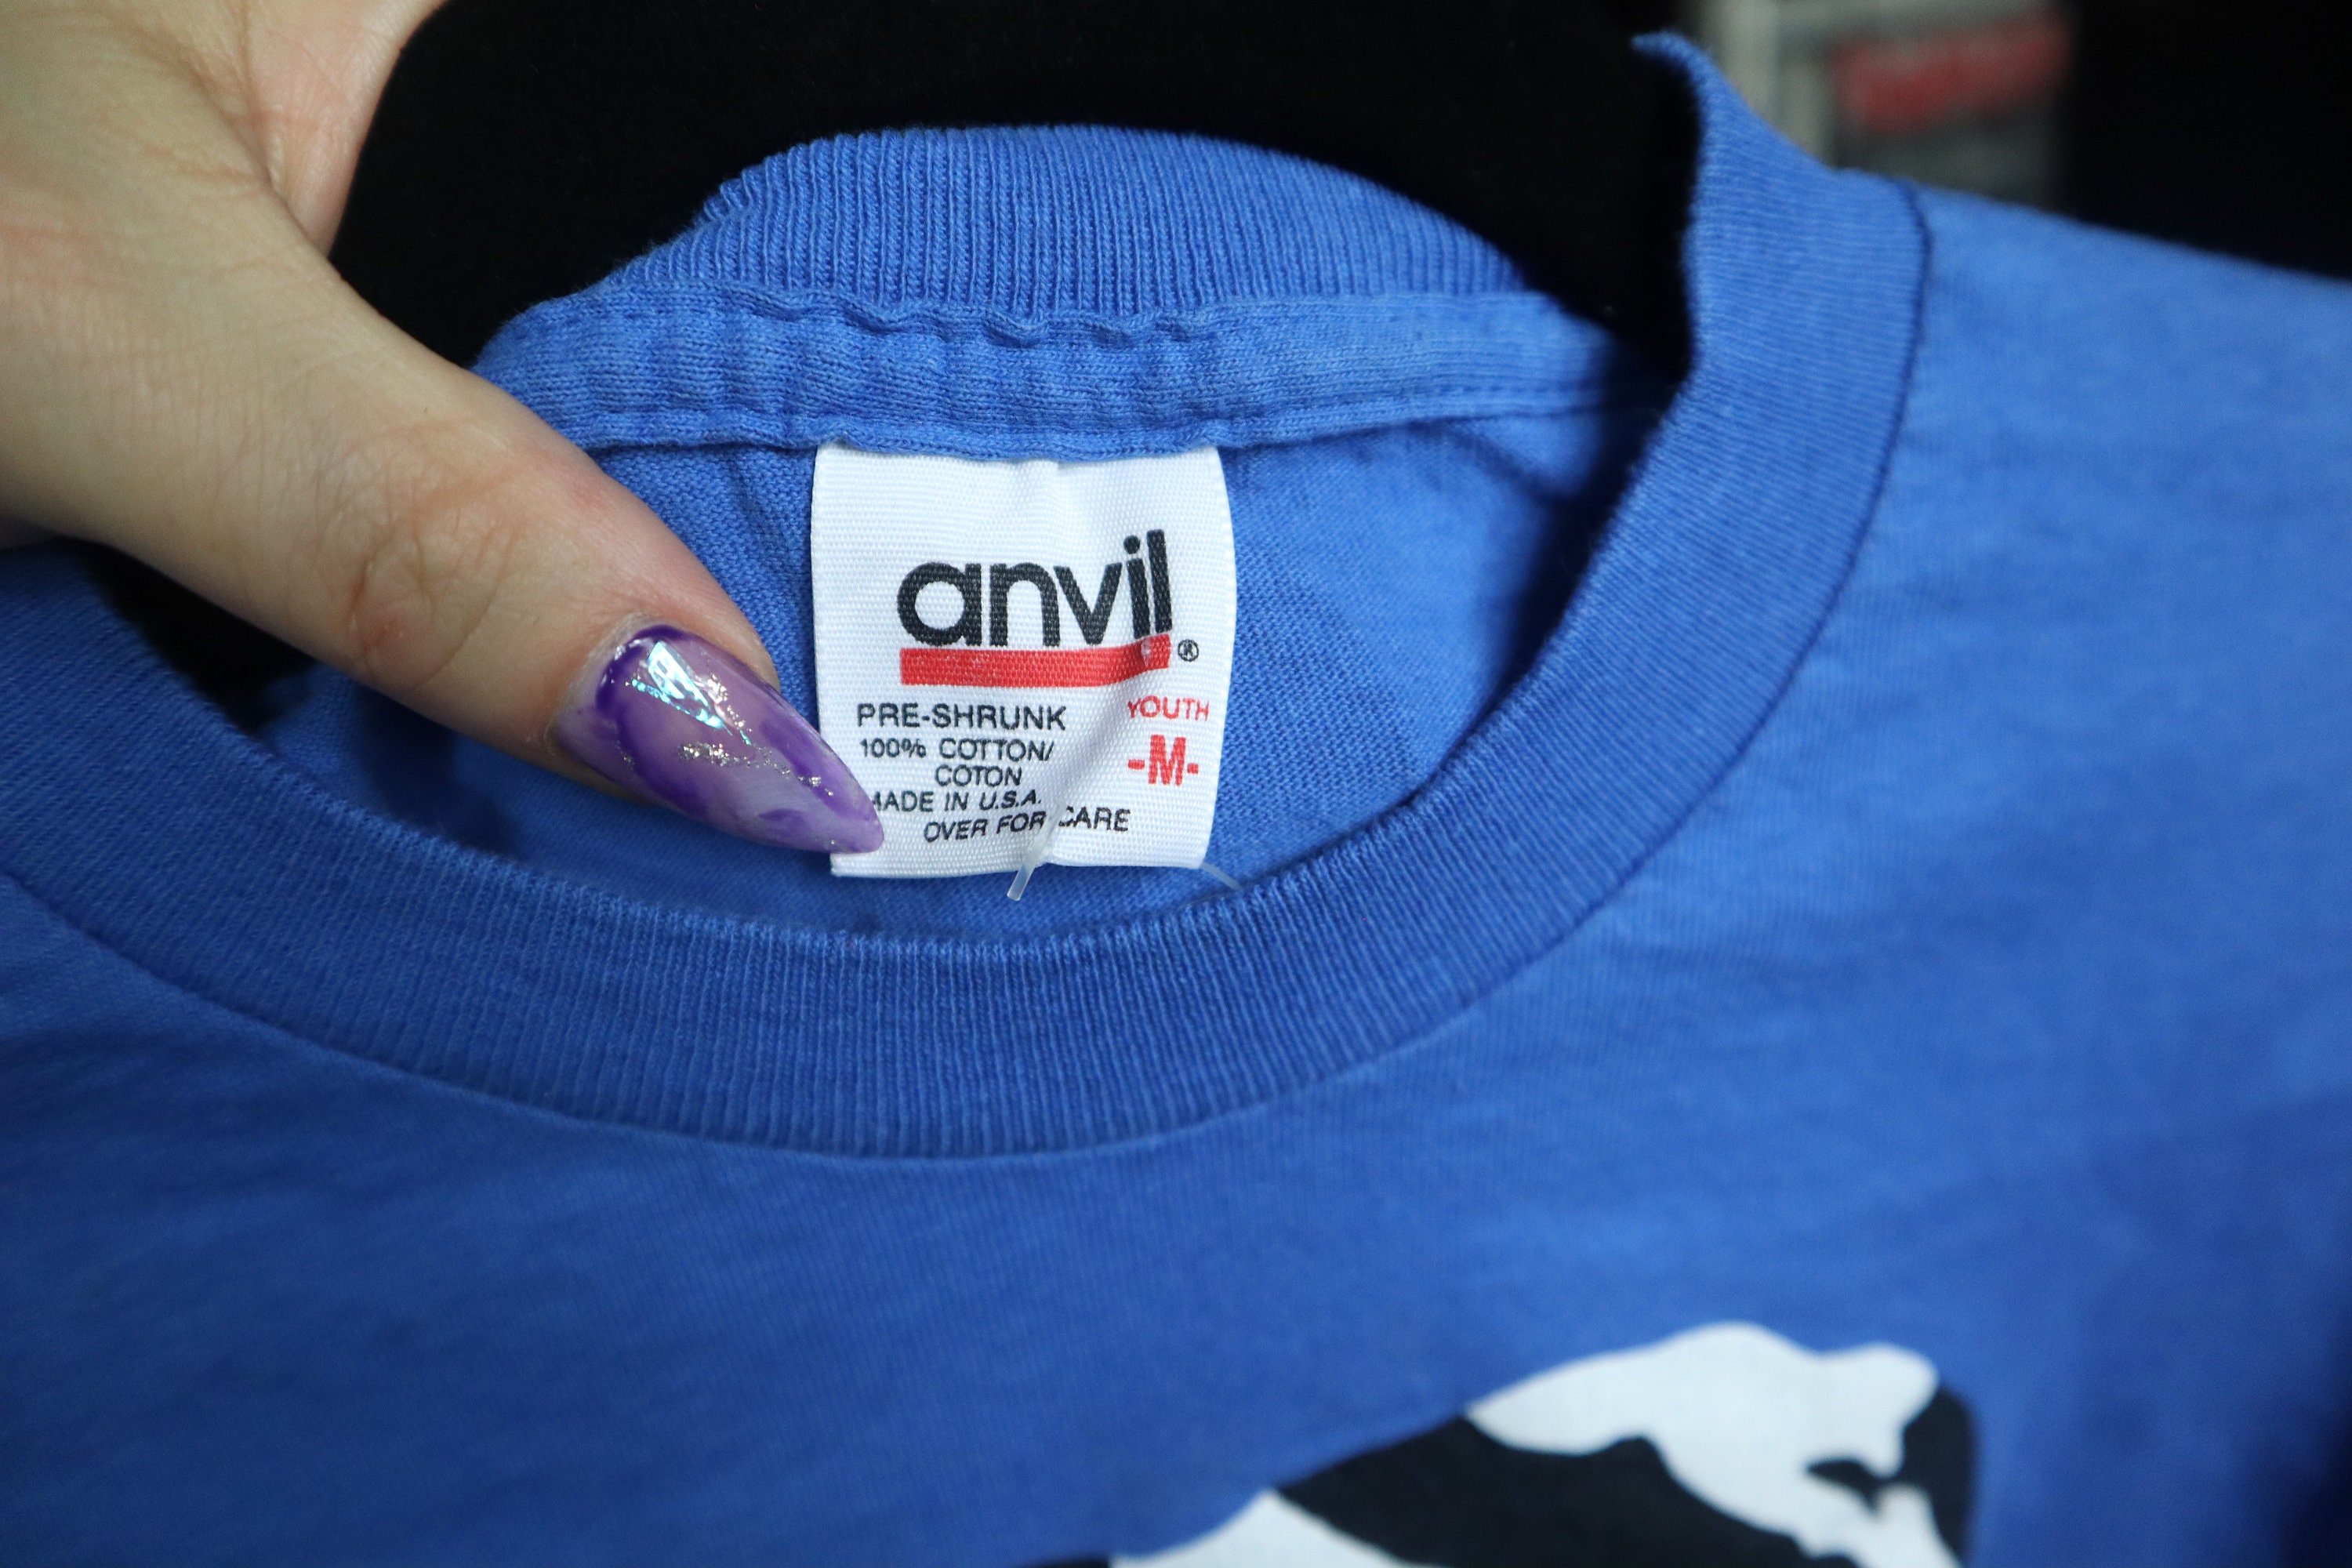 anvil®
PRE-SHRUNK
YOUTH
100% COTTON/
COTON
-M-
MADE IN U.S.A.
OVER FOR CARE